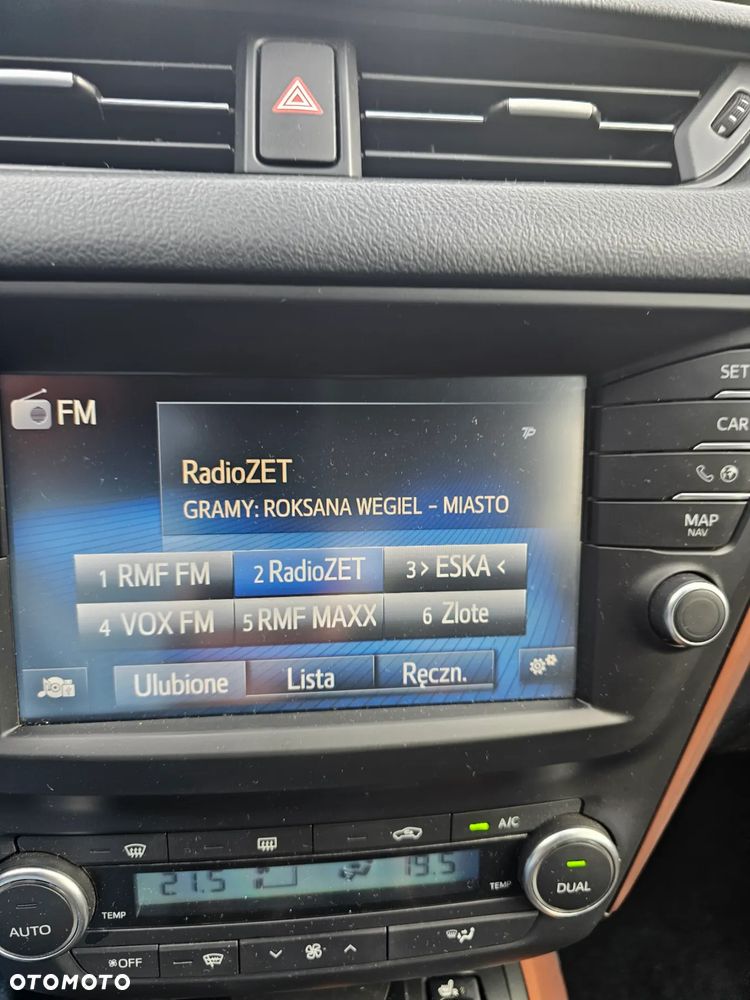 FM
TP
RadioZET
GRAMY: ROKSANA WEGIEL - MIASTO
1 RMF FM
2 RadioZET
3 > ESKA <
4 VOX FM
5 RMF MAXX
6 Zlote
Ulubione
Lista
Ręczn.
SET
CAR
MAP
NAV
A/C
21.5
19.5
TEMP
TEMP
AUTO
DUAL
OFF
OTOMOTO